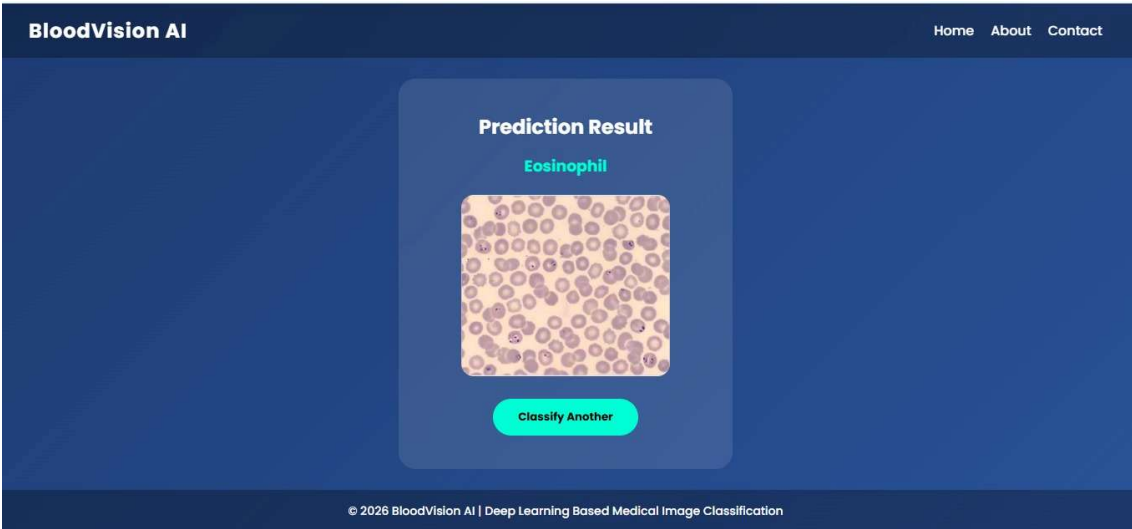 BloodVision AI
Home About Contact
Prediction Result
Eosinophil
Classify Another
© 2026 BloodVision AI | Deep Learning Based Medical Image Classification